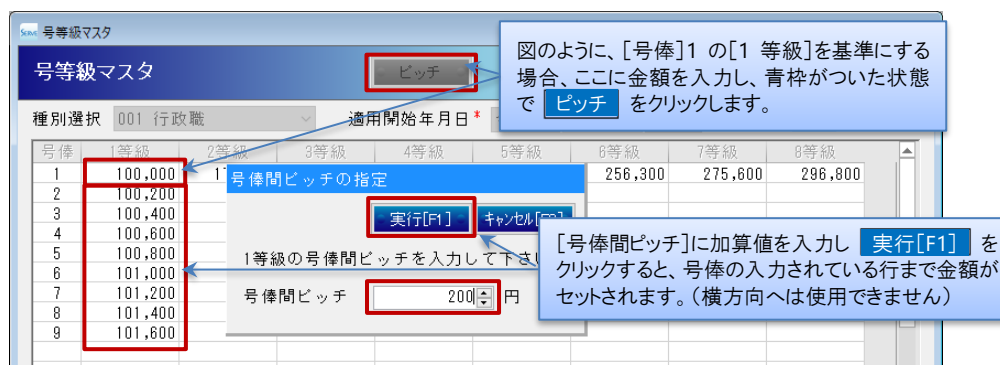 SERVE 号等級マスタ
号等級マスタ
ピッチ
図のように、[号俸]1 の[1 等級]を基準にする
場合、ここに金額を入力し、青枠がついた状態
で ピッチ をクリックします。
種別選択 001 行政職 適用開始年月日*
号俸 1等級 2等級 3等級 4等級 5等級 6等級 7等級 8等級
1 100,000 256,300 275,600 296,800
2 100,200
3 100,400
4 100,600
5 100,800
6 101,000
7 101,200
8 101,400
9 101,600
号俸間ピッチの指定
実行[F1] キャンセル
1等級の号俸間ピッチを入力して下さい
号俸間ピッチ 200 円
[号俸間ピッチ]に加算値を入力し 実行[F1] を
クリックすると、号俸の入力されている行まで金額が
セットされます。(横方向へは使用できません)